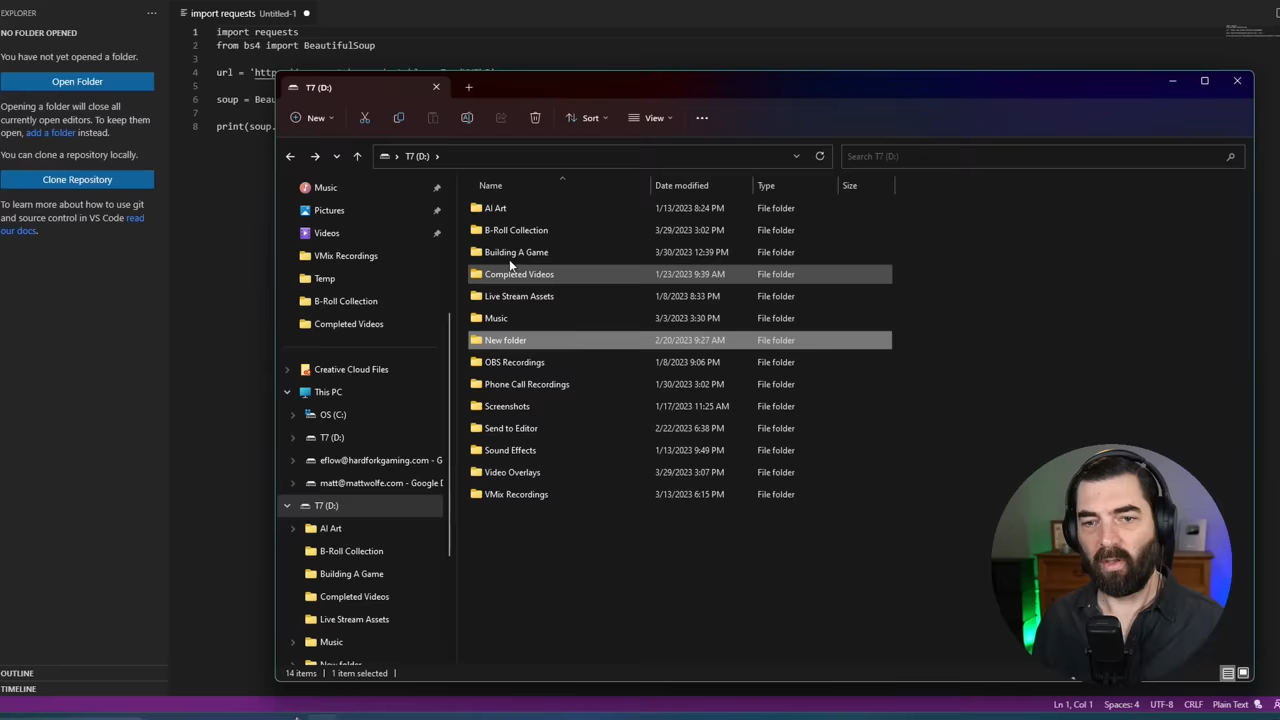 EXPLORER
import requests Untitled-1
NO FOLDER OPENED
You have not yet opened a folder.
Open Folder
Opening a folder will close all
currently open editors. To keep them
open, add a folder instead.
You can clone a repository locally.
Clone Repository
To learn more about how to use git
and source control in VS Code read
our docs.
OUTLINE
TIMELINE
1 import requests
2 from bs4 import BeautifulSoup
3
4 url =
5
6 soup = Beau
7
8 print(soup.
T7 (D:)
New
Sort
View
T7 (D:)
Search T7 (D:)
Music
Pictures
Videos
VMix Recordings
Temp
B-Roll Collection
Completed Videos
Creative Cloud Files
This PC
OS (C:)
T7 (D:)
eflow@hardforkgaming.com - G
matt@mattwolfe.com - Google D
T7 (D:)
AI Art
B-Roll Collection
Building A Game
Completed Videos
Live Stream Assets
Music
New folder
Name Date modified Type Size
AI Art 1/13/2023 8:24 PM File folder
B-Roll Collection 3/29/2023 3:02 PM File folder
Building A Game 3/30/2023 12:39 PM File folder
Completed Videos 1/23/2023 9:39 AM File folder
Live Stream Assets 1/8/2023 8:33 PM File folder
Music 3/3/2023 3:30 PM File folder
New folder 2/20/2023 9:27 AM File folder
OBS Recordings 1/8/2023 9:06 PM File folder
Phone Call Recordings 1/30/2023 3:02 PM File folder
Screenshots 1/17/2023 11:25 AM File folder
Send to Editor 2/22/2023 6:38 PM File folder
Sound Effects 1/13/2023 9:49 PM File folder
Video Overlays 3/29/2023 3:07 PM File folder
VMix Recordings 3/13/2023 6:15 PM File folder
14 items 1 item selected
Ln 1, Col 1 Spaces: 4 UTF-8 CRLF Plain Text